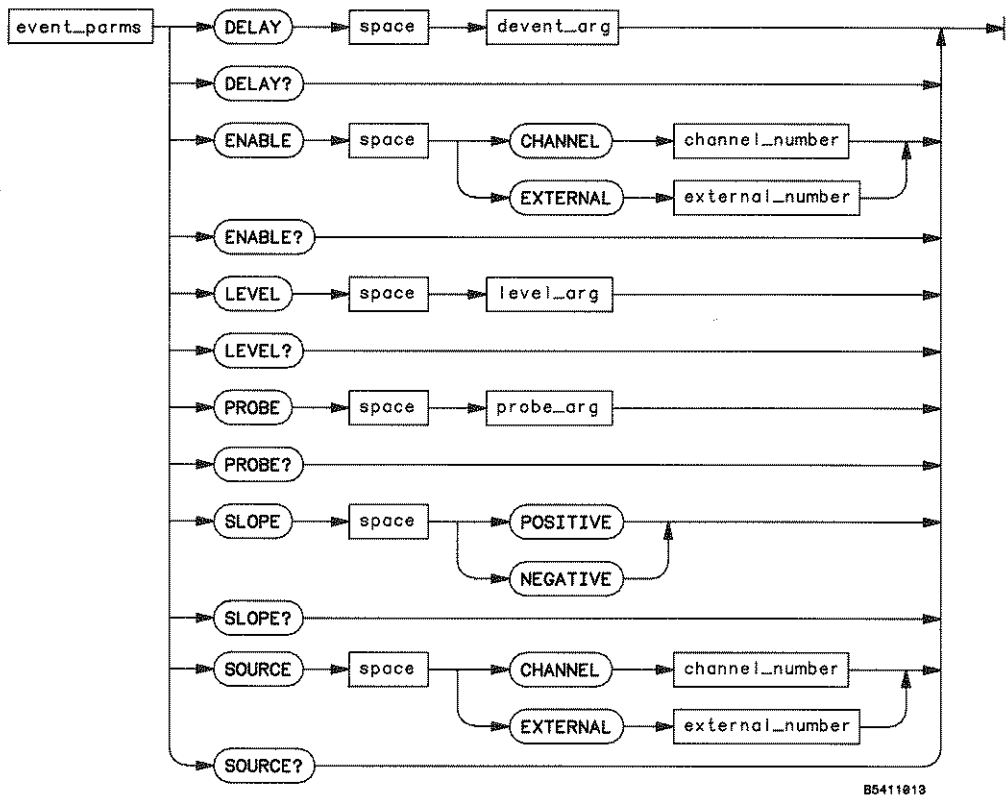 event_parms DELAY space devent_arg
DELAY?
ENABLE space CHANNEL channel_number
EXTERNAL external_number
ENABLE?
LEVEL space level_arg
LEVEL?
PROBE space probe_arg
PROBE?
SLOPE space POSITIVE
NEGATIVE
SLOPE?
SOURCE space CHANNEL channel_number
EXTERNAL external_number
SOURCE?
B5411013